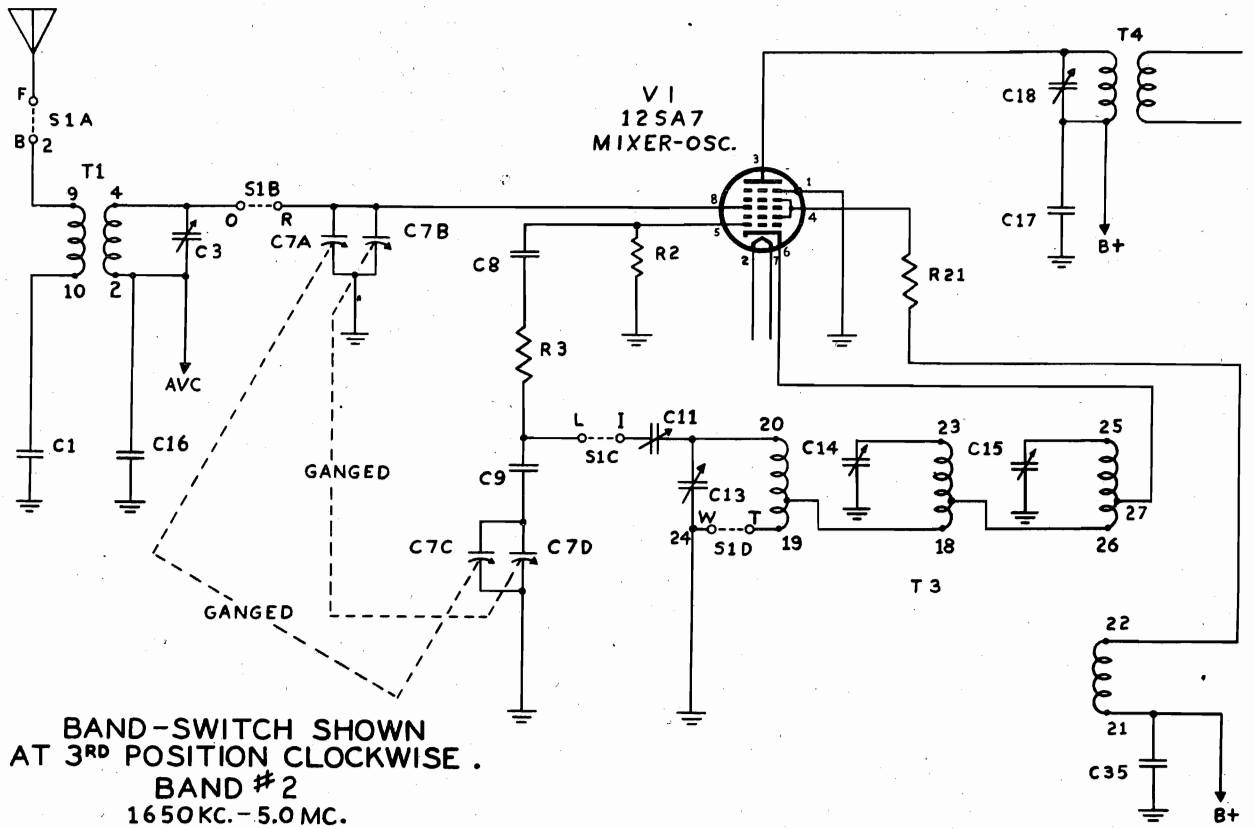 T4
F
S1A
B 2
C18
V1
12SA7
MIXER-OSC.
T1
9 4
S1B
O R
C3
C7A C7B
3
1
8
4
5
2 7 6
C17
B+
10 2
C8
R2
R21
AVC
R3
C1
C16
GANGED
L I
S1C
C11
20
23
25
C14
C15
C9
C13
W T
24
S1D
19
18
27
26
C7C C7D
T3
GANGED
22
21
C35
B+
BAND-SWITCH SHOWN
AT 3RD POSITION CLOCKWISE.
BAND #2
1650KC.-5.0MC.